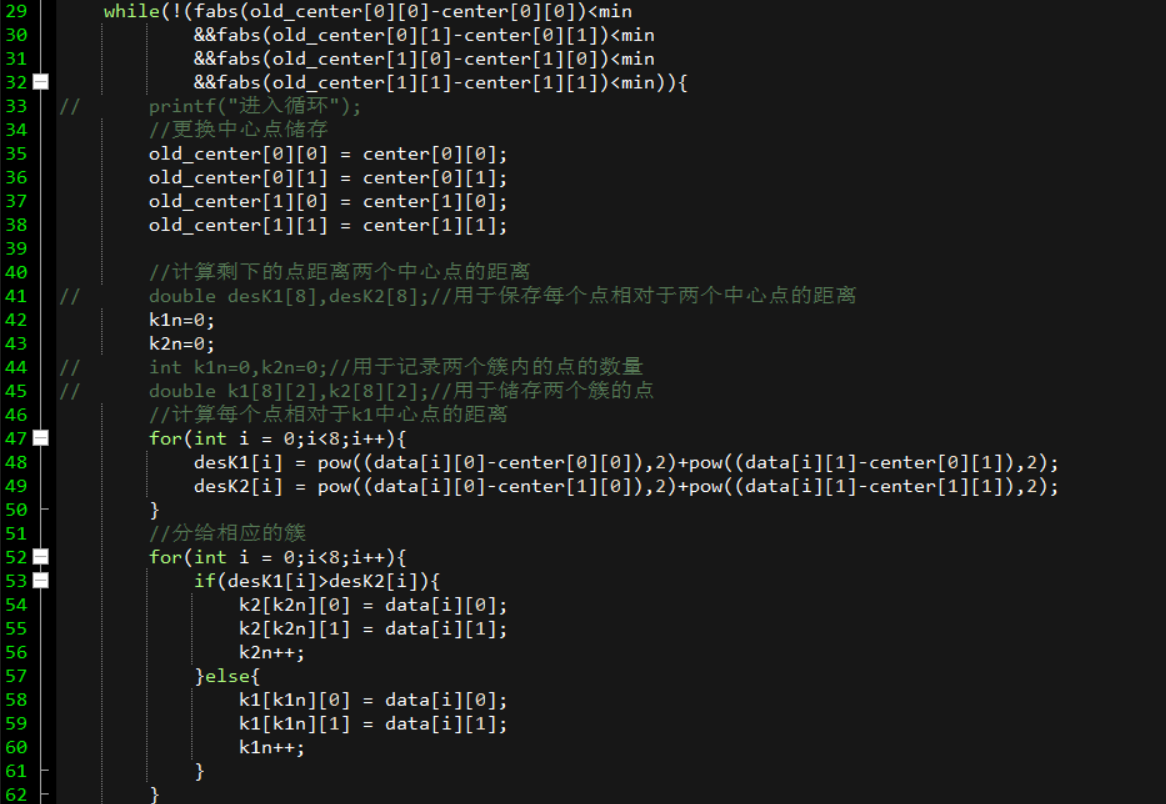 29 while(!(fabs(old_center[0][0]-center[0][0])<min
30 &&fabs(old_center[0][1]-center[0][1])<min
31 &&fabs(old_center[1][0]-center[1][0])<min
32 &&fabs(old_center[1][1]-center[1][1])<min)){
33 // printf("进入循环");
34 //更换中心点储存
35 old_center[0][0] = center[0][0];
36 old_center[0][1] = center[0][1];
37 old_center[1][0] = center[1][0];
38 old_center[1][1] = center[1][1];
39
40 //计算剩下的点距离两个中心点的距离
41 // double desK1[8],desK2[8];//用于保存每个点相对于两个中心点的距离
42 k1n=0;
43 k2n=0;
44 // int k1n=0,k2n=0;//用于记录两个簇内的点的数量
45 // double k1[8][2],k2[8][2];//用于储存两个簇的点
46 //计算每个点相对于k1中心点的距离
47 for(int i = 0;i<8;i++){
48 desK1[i] = pow((data[i][0]-center[0][0]),2)+pow((data[i][1]-center[0][1]),2);
49 desK2[i] = pow((data[i][0]-center[1][0]),2)+pow((data[i][1]-center[1][1]),2);
50 }
51 //分给相应的簇
52 for(int i = 0;i<8;i++){
53 if(desK1[i]>desK2[i]){
54 k2[k2n][0] = data[i][0];
55 k2[k2n][1] = data[i][1];
56 k2n++;
57 }else{
58 k1[k1n][0] = data[i][0];
59 k1[k1n][1] = data[i][1];
60 k1n++;
61 }
62 }